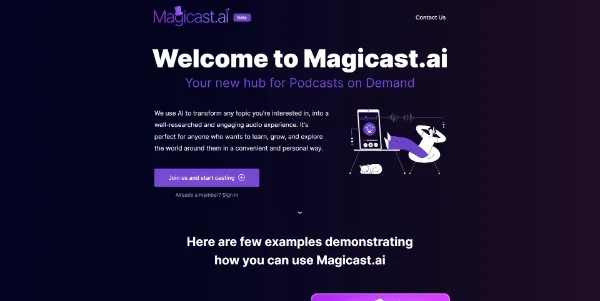 Magicast.ai Beta
Contact Us
Welcome to Magicast.ai
Your new hub for Podcasts on Demand
We use AI to transform any topic you're interested in, into a
well-researched and engaging audio experience. It's
perfect for anyone who wants to learn, grow, and explore
the world around them in a convenient and personal way.
Join us and start casting
Already a member? Sign in
Here are few examples demonstrating
how you can use Magicast.ai